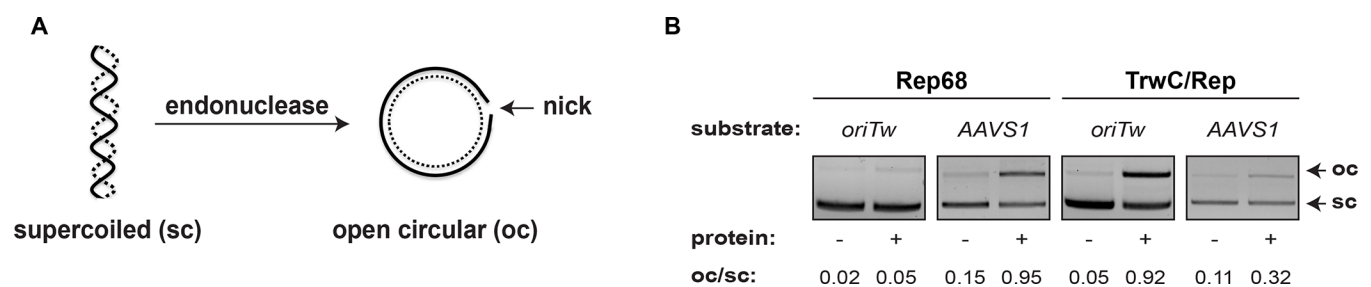 A
endonuclease
nick
supercoiled (sc)
open circular (oc)
B
Rep68 TrwC/Rep
substrate: oriTw AAVS1 oriTw AAVS1
oc
sc
protein: - + - + - + - +
oc/sc: 0.02 0.05 0.15 0.95 0.05 0.92 0.11 0.32